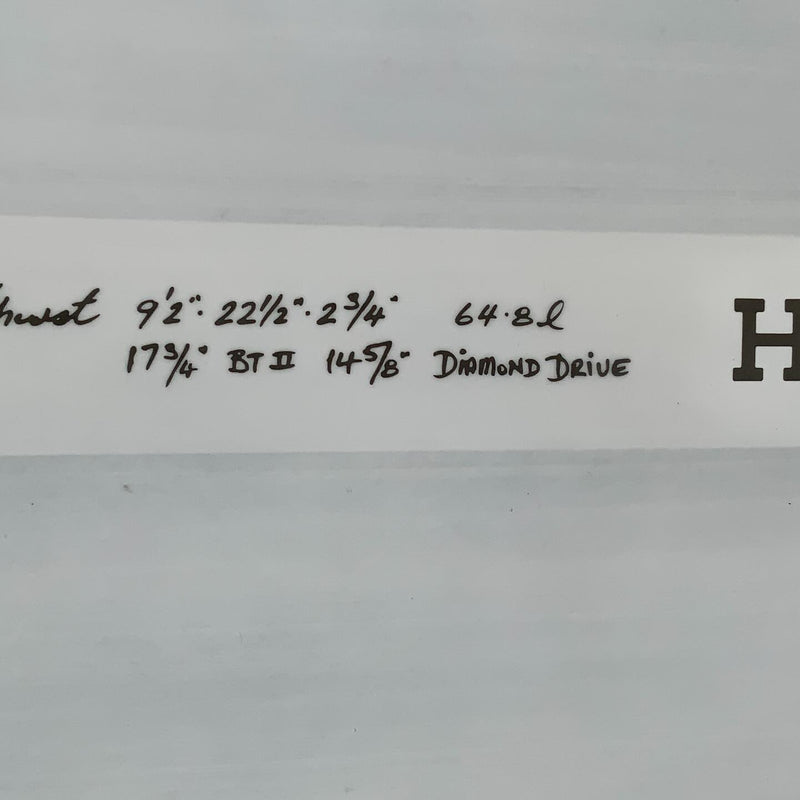 9'2"· 22½"· 2¾" 64·8l H
17¾" BT II 14⅝" DIAMOND DRIVE